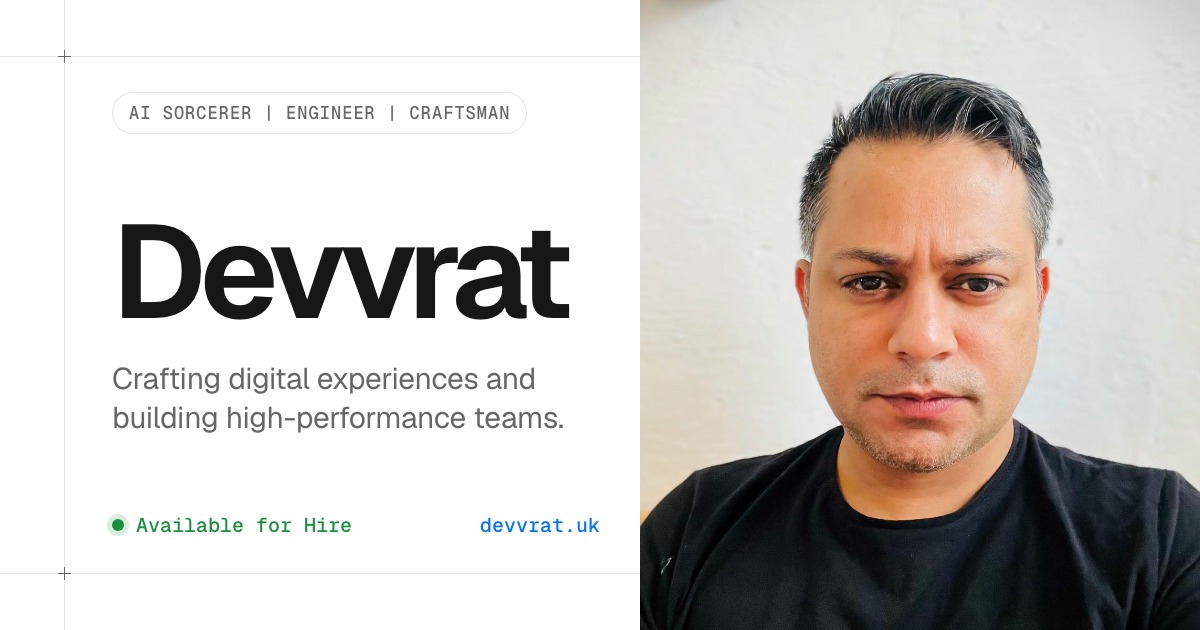 AI SORCERER | ENGINEER | CRAFTSMAN
Devvrat
Crafting digital experiences and
building high-performance teams.
Available for Hire
devvrat.uk